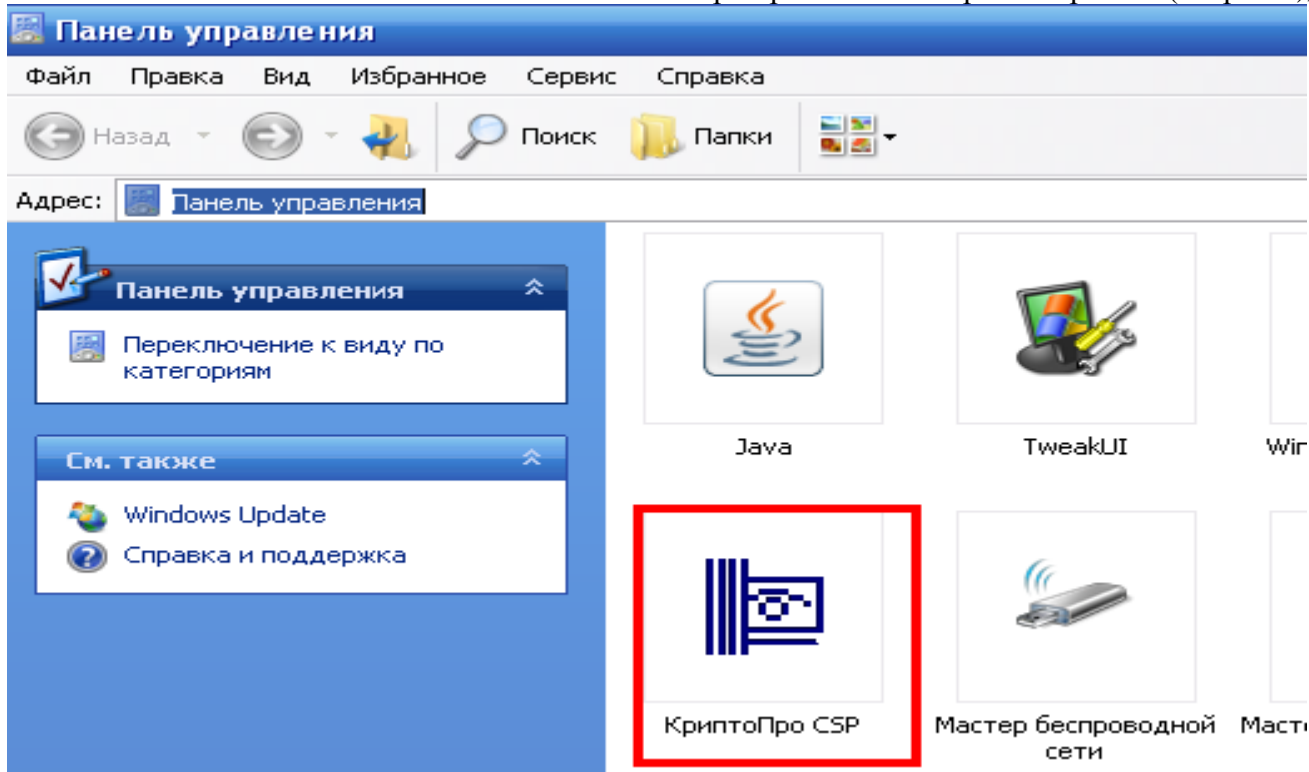 Панель управления
Файл Правка Вид Избранное Сервис Справка
Назад Поиск Папки
Адрес: Панель управления
Панель управления
Переключение к виду по
категориям
См. также
Windows Update
Справка и поддержка
Java TweakUI
КриптоПро CSP Мастер беспроводной
сети